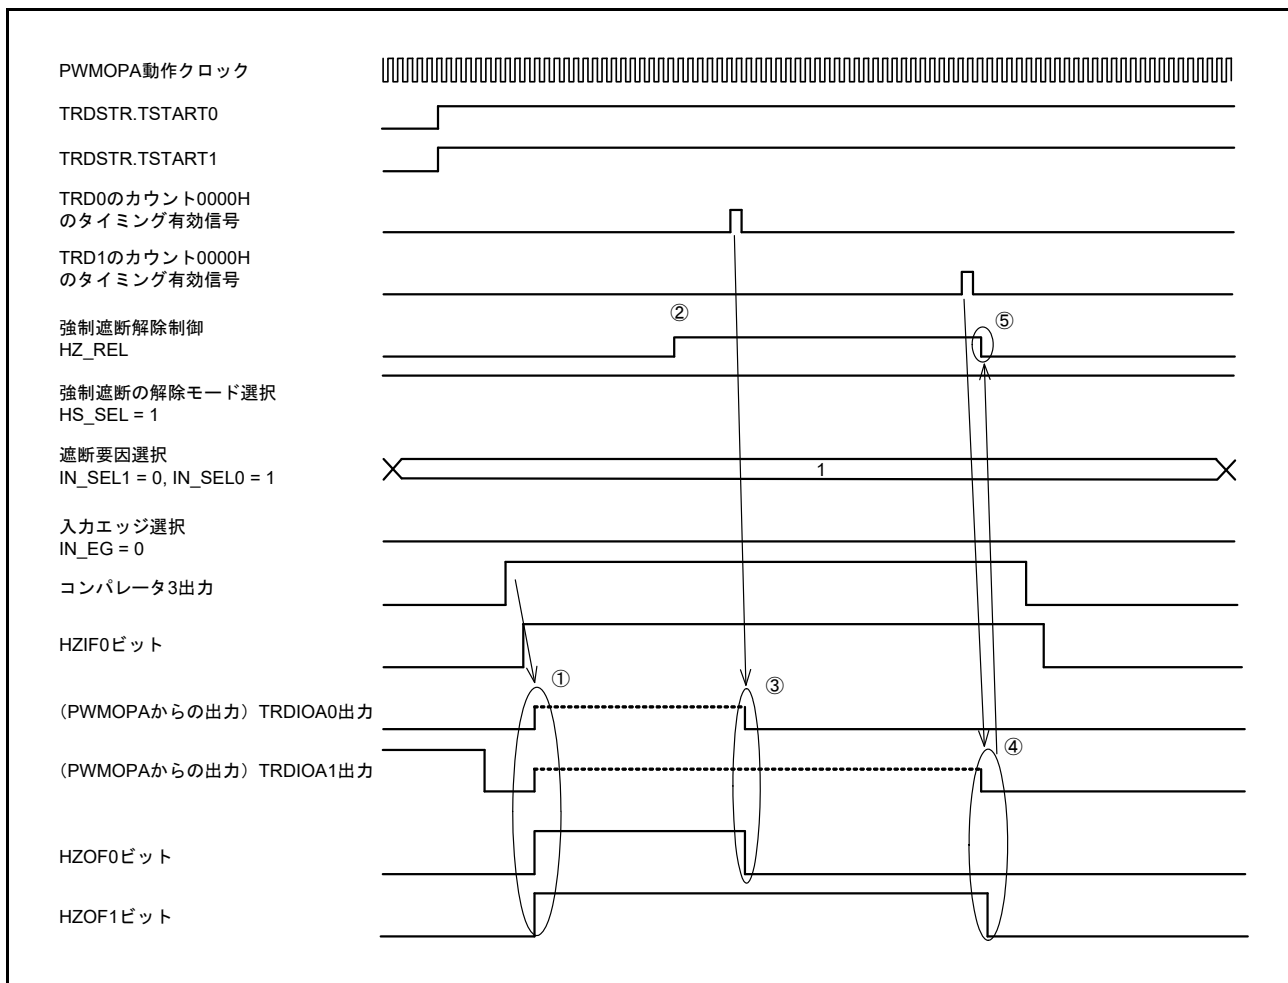 PWMOPA動作クロック
TRDSTR.TSTART0
TRDSTR.TSTART1
TRD0のカウント0000H
のタイミング有効信号
TRD1のカウント0000H
のタイミング有効信号
②
強制遮断解除制御
HZ_REL
⑤
強制遮断の解除モード選択
HS_SEL = 1
遮断要因選択
IN_SEL1 = 0, IN_SEL0 = 1
1
入力エッジ選択
IN_EG = 0
コンパレータ3出力
HZIF0ビット
①
③
(PWMOPAからの出力)TRDIOA0出力
④
(PWMOPAからの出力)TRDIOA1出力
HZOF0ビット
HZOF1ビット